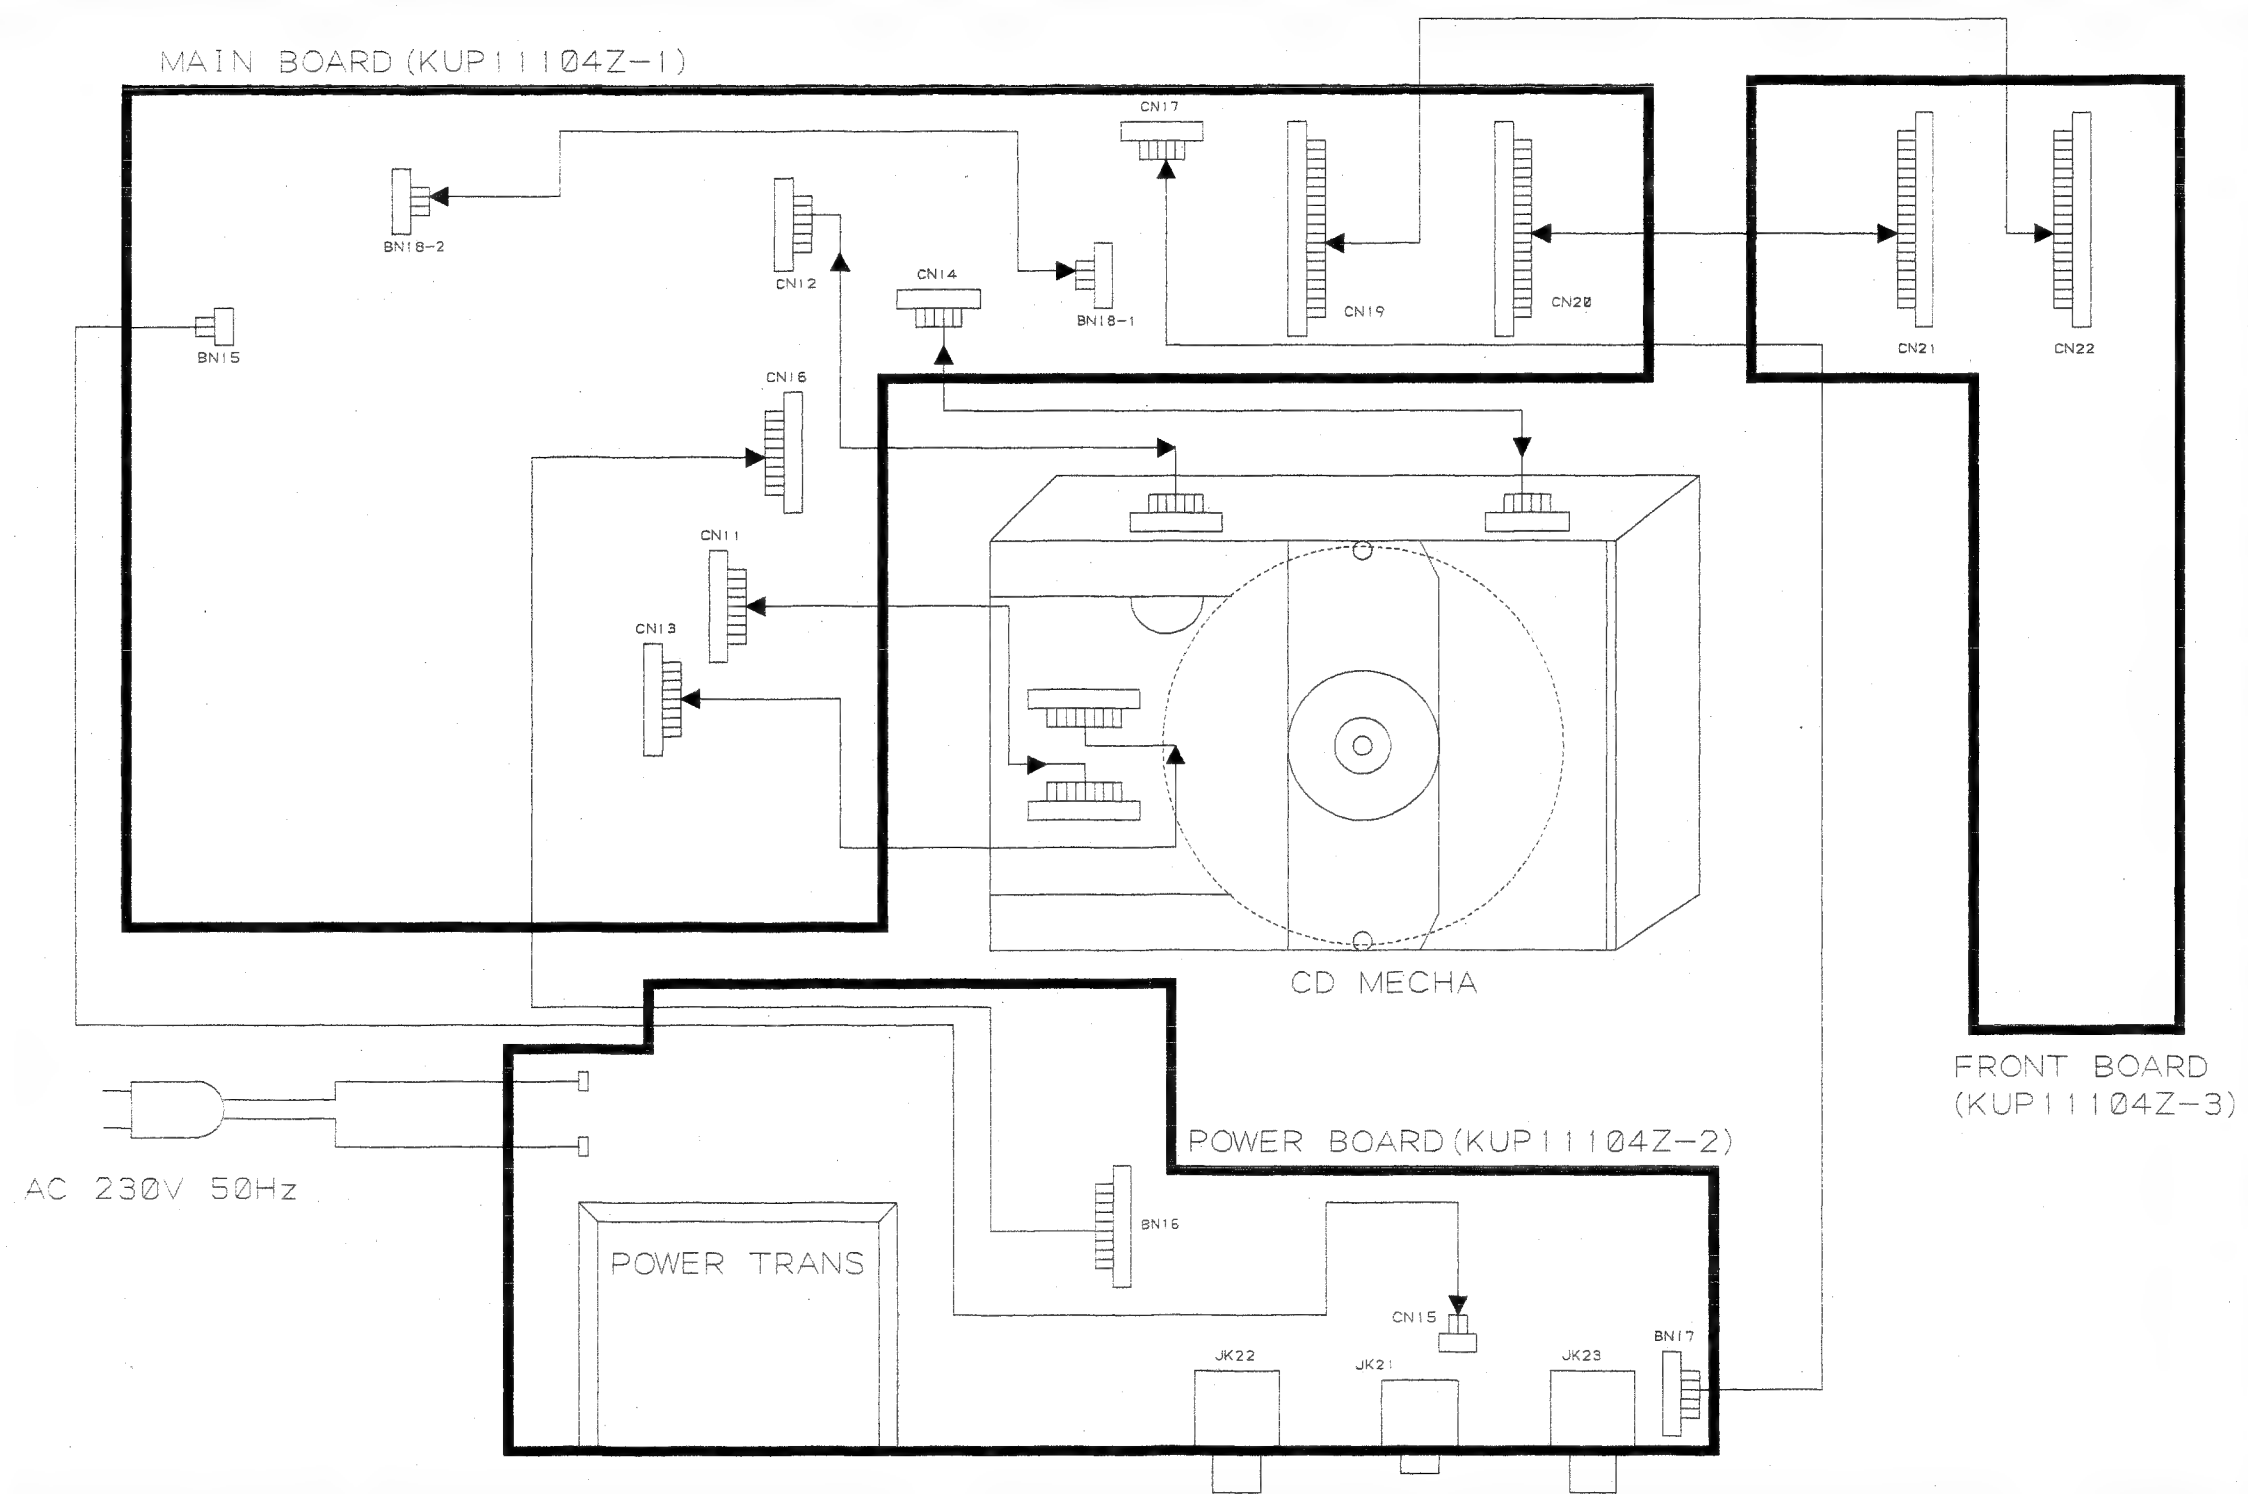 MAIN BOARD(KUP11104Z-1)
CN17
BN18-2
CN12
CN14
BN18-1
CN19
CN20
BN15
CN21
CN22
CN16
CN11
CN13
CD MECHA
FRONT BOARD
(KUP11104Z-3)
POWER BOARD(KUP11104Z-2)
AC 230V 50Hz
BN16
POWER TRANS
CN15
BN17
JK22
JK21
JK23